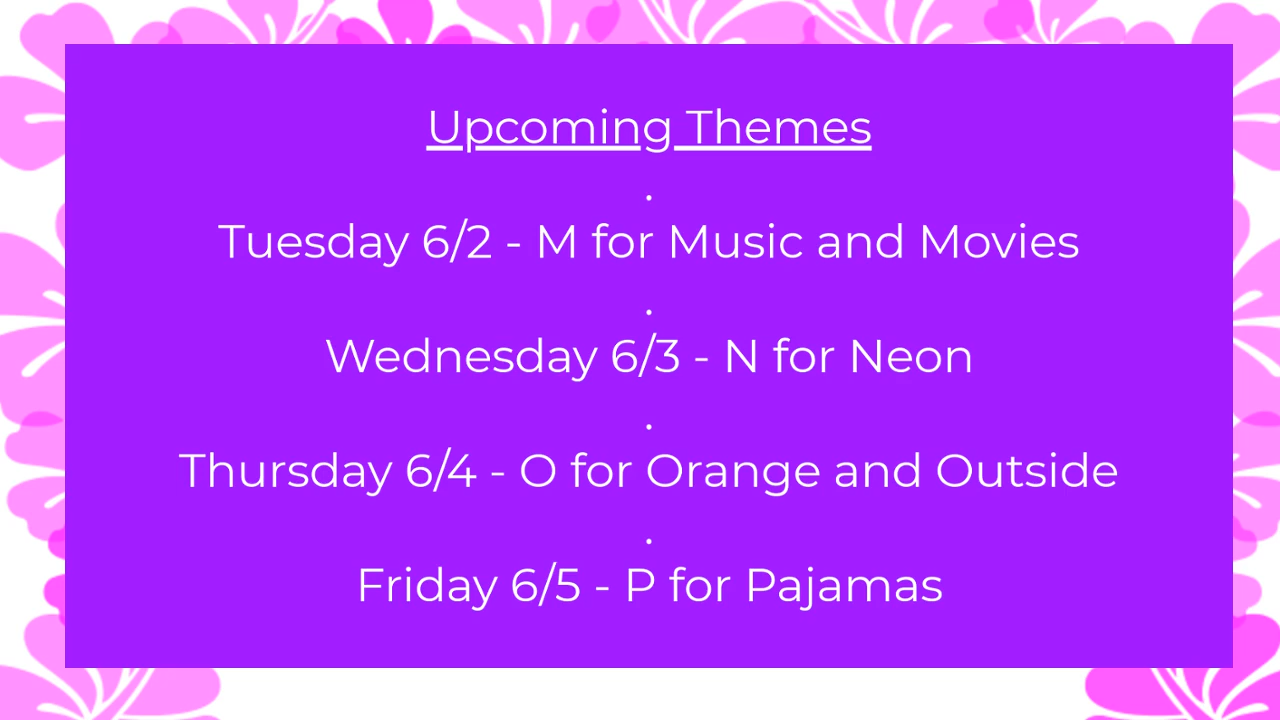 Upcoming Themes
.
Tuesday 6/2 - M for Music and Movies
.
Wednesday 6/3 - N for Neon
.
Thursday 6/4 - O for Orange and Outside
.
Friday 6/5 - P for Pajamas